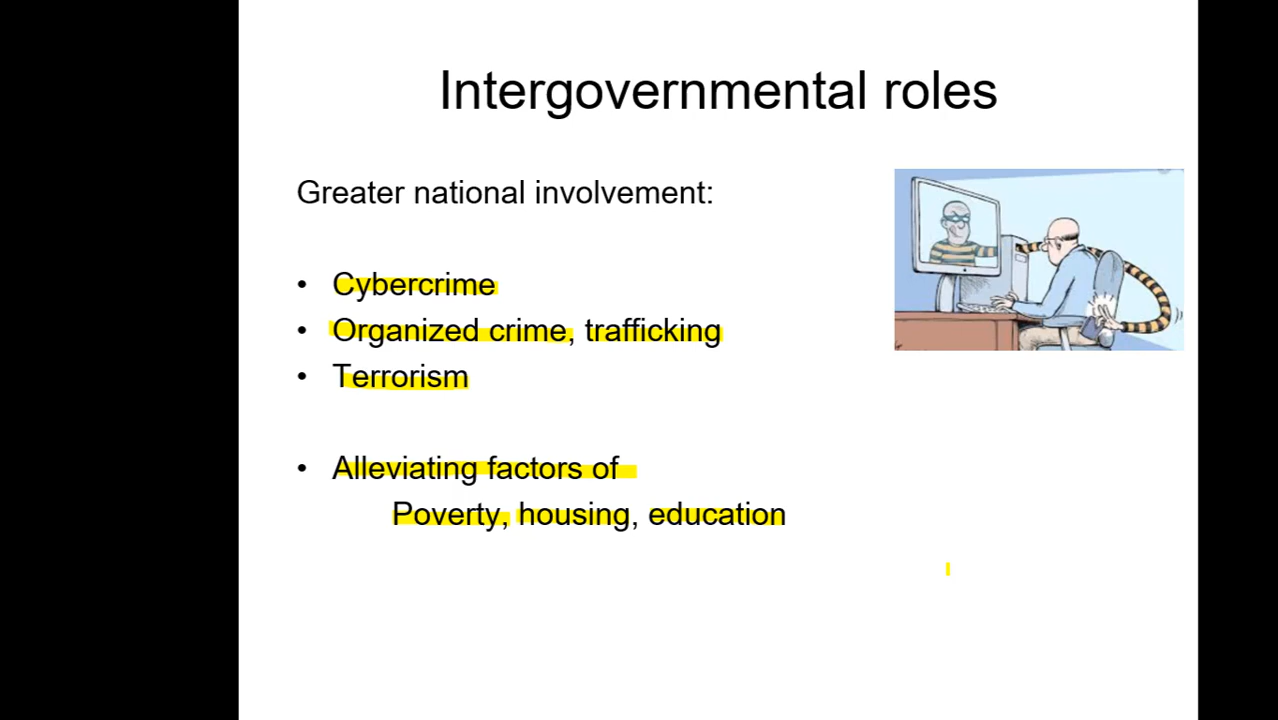 Intergovernmental roles
Greater national involvement:
• Cybercrime
• Organized crime, trafficking
• Terrorism
• Alleviating factors of
Poverty, housing, education